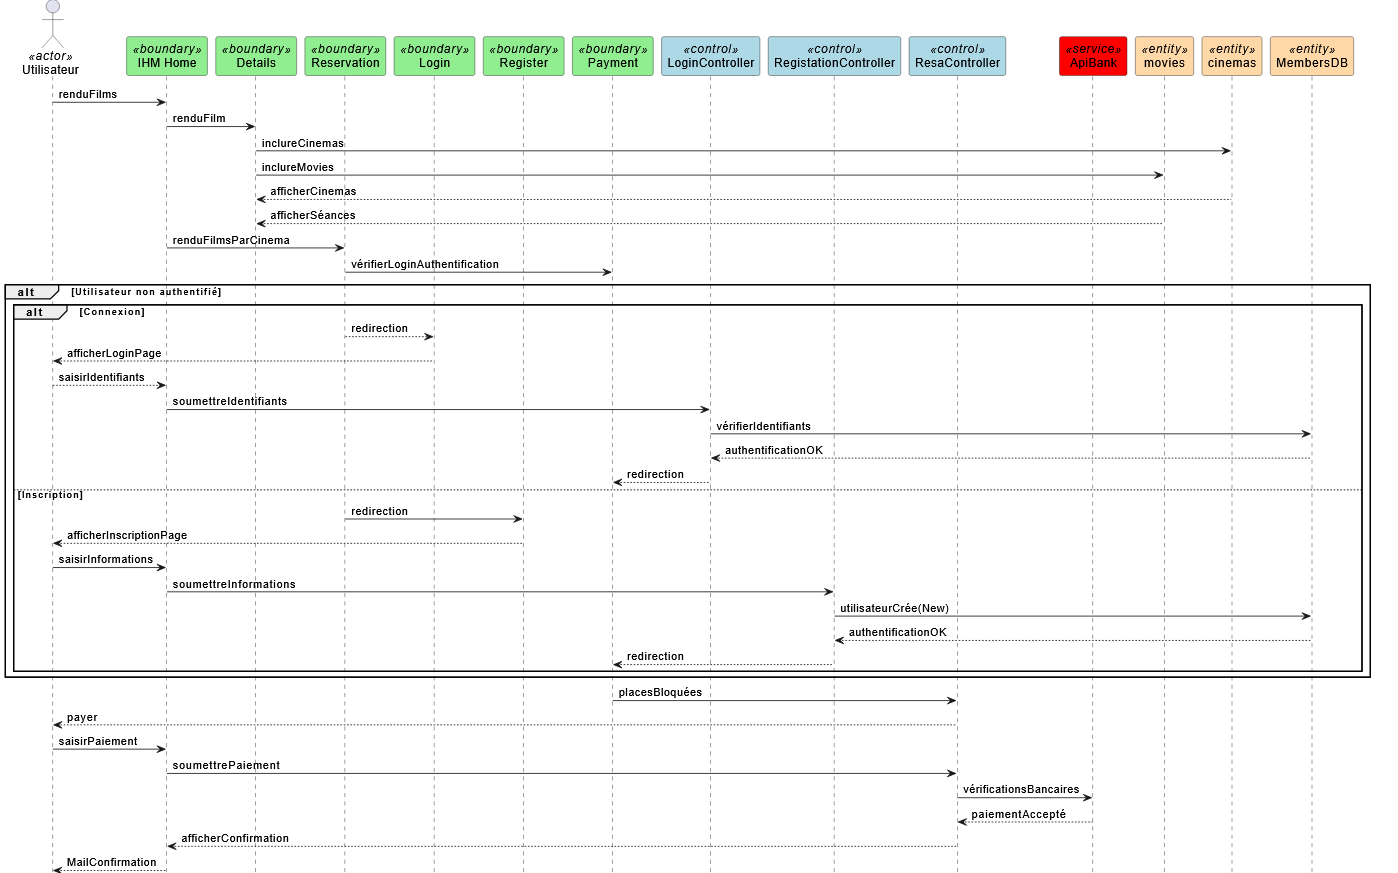 «actor»
Utilisateur
«boundary»
IHM Home
«boundary»
Details
«boundary»
Reservation
«boundary»
Login
«boundary»
Register
«boundary»
Payment
«control»
LoginController
«control»
RegistationController
«control»
ResaController
«service»
ApiBank
«entity»
movies
«entity»
cinemas
«entity»
MembersDB
renduFilms
renduFilm
inclureCinemas
inclureMovies
afficherCinemas
afficherSéances
renduFilmsParCinema
vérifierLoginAuthentification
alt [Utilisateur non authentifié]
alt [Connexion]
redirection
afficherLoginPage
saisirIdentifiants
soumettreIdentifiants
vérifierIdentifiants
authentificationOK
redirection
[Inscription]
redirection
afficherInscriptionPage
saisirInformations
soumettreInformations
utilisateurCrée(New)
authentificationOK
redirection
placesBloquées
payer
saisirPaiement
soumettrePaiement
vérificationsBancaires
paiementAccepté
afficherConfirmation
MailConfirmation